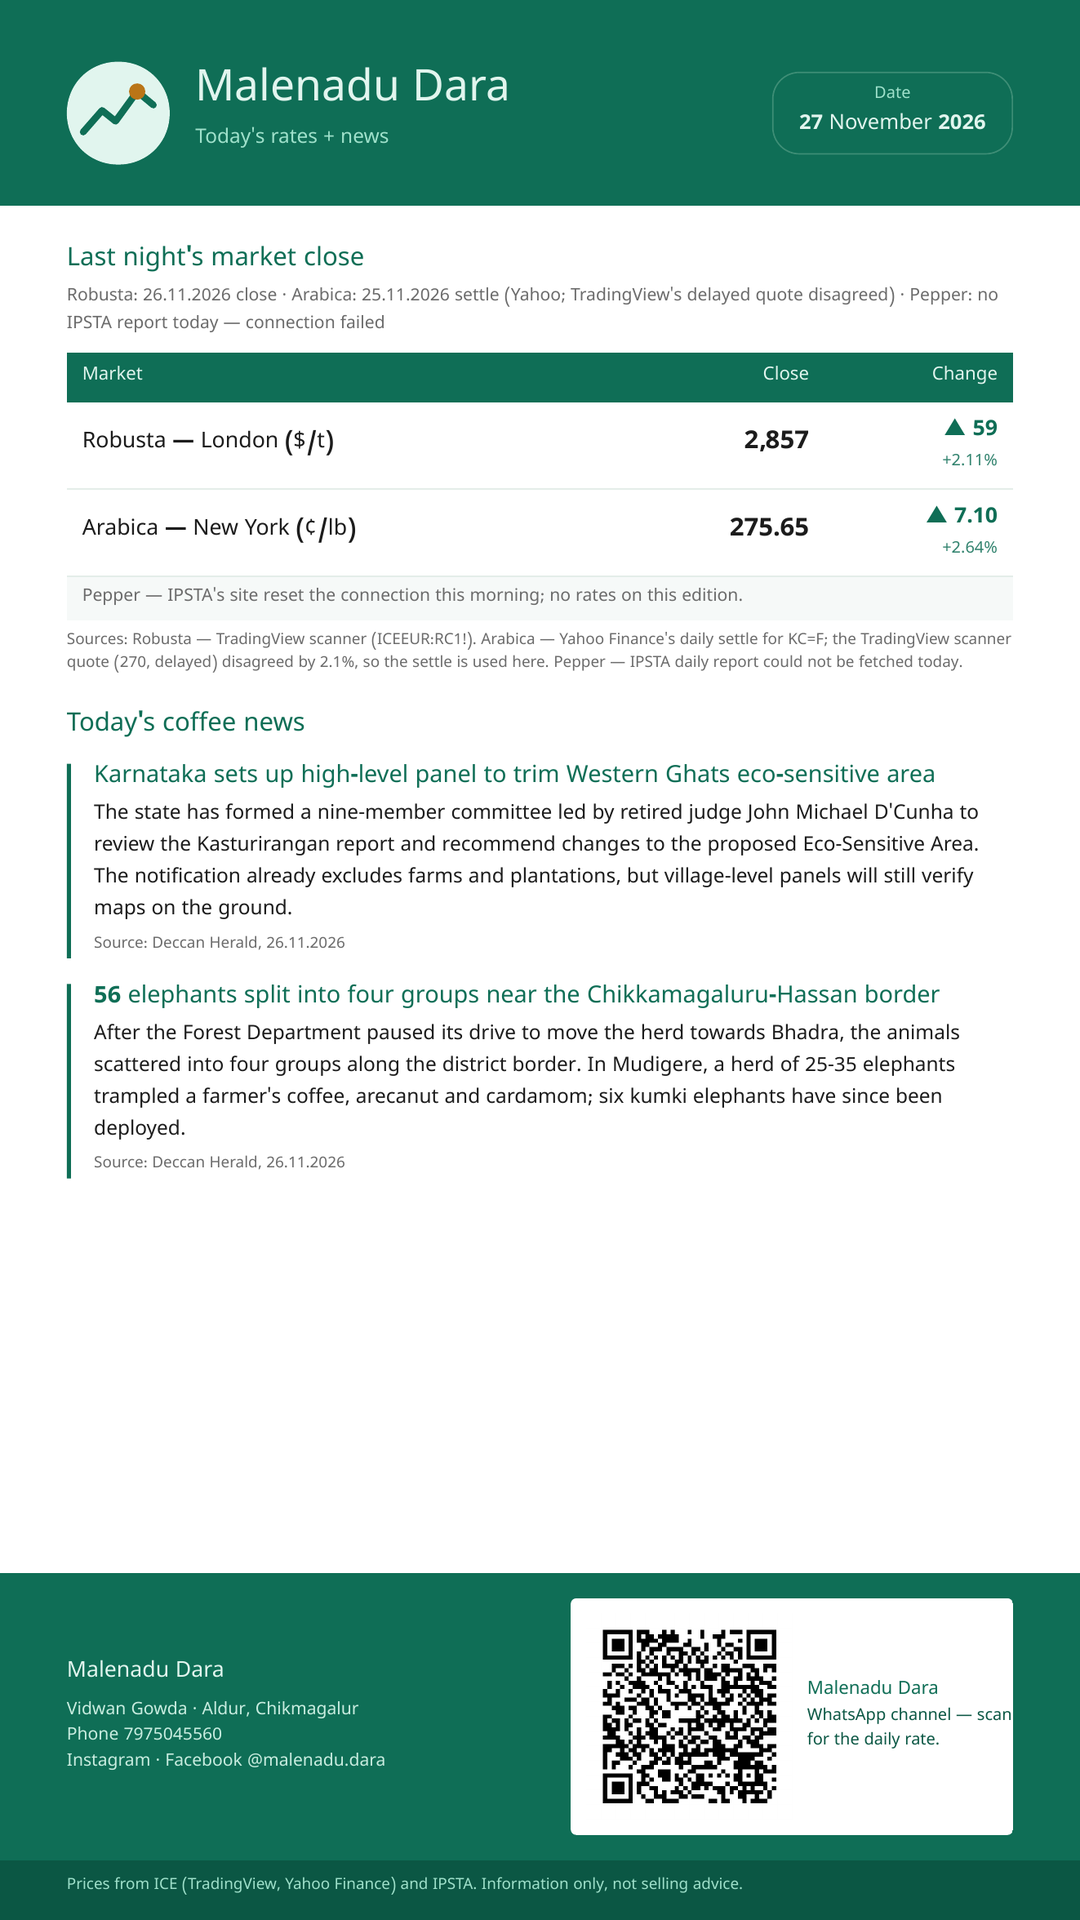 Malenadu Dara
Today's rates + news
Date
27 November 2026
Last night's market close
Robusta: 26.11.2026 close · Arabica: 25.11.2026 settle (Yahoo; TradingView's delayed quote disagreed) · Pepper: no
IPSTA report today — connection failed
Market Close Change
Robusta — London ($/t) 2,857 ▲ 59
+2.11%
Arabica — New York (¢/lb) 275.65 ▲ 7.10
+2.64%
Pepper — IPSTA's site reset the connection this morning; no rates on this edition.
Sources: Robusta — TradingView scanner (ICEEUR:RC1!). Arabica — Yahoo Finance's daily settle for KC=F; the TradingView scanner
quote (270, delayed) disagreed by 2.1%, so the settle is used here. Pepper — IPSTA daily report could not be fetched today.
Today's coffee news
Karnataka sets up high-level panel to trim Western Ghats eco-sensitive area
The state has formed a nine-member committee led by retired judge John Michael D'Cunha to
review the Kasturirangan report and recommend changes to the proposed Eco-Sensitive Area.
The notification already excludes farms and plantations, but village-level panels will still verify
maps on the ground.
Source: Deccan Herald, 26.11.2026
56 elephants split into four groups near the Chikkamagaluru-Hassan border
After the Forest Department paused its drive to move the herd towards Bhadra, the animals
scattered into four groups along the district border. In Mudigere, a herd of 25-35 elephants
trampled a farmer's coffee, arecanut and cardamom; six kumki elephants have since been
deployed.
Source: Deccan Herald, 26.11.2026
Malenadu Dara
Vidwan Gowda · Aldur, Chikmagalur
Phone 7975045560
Instagram · Facebook @malenadu.dara
Malenadu Dara
WhatsApp channel — scan
for the daily rate.
Prices from ICE (TradingView, Yahoo Finance) and IPSTA. Information only, not selling advice.